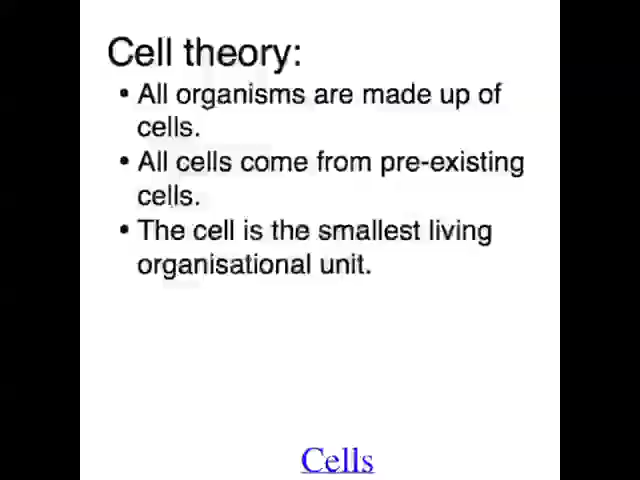 Cell theory:
• All organisms are made up of
cells.
• All cells come from pre-existing
cells.
• The cell is the smallest living
organisational unit.
Cells